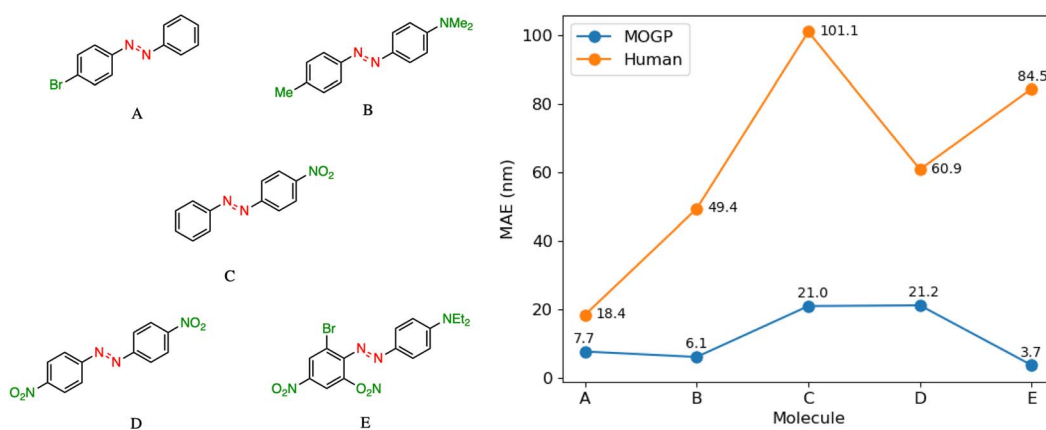 Br
N
N
A
Me
N
N
NMe₂
B
N
N
NO₂
C
O₂N
N
N
NO₂
D
Br
O₂N
O₂N
N
N
NEt₂
E
MOGP
Human
MAE (nm)
100
80
60
40
20
0
18.4
49.4
101.1
60.9
84.5
7.7
6.1
21.0
21.2
3.7
A B C D E
Molecule